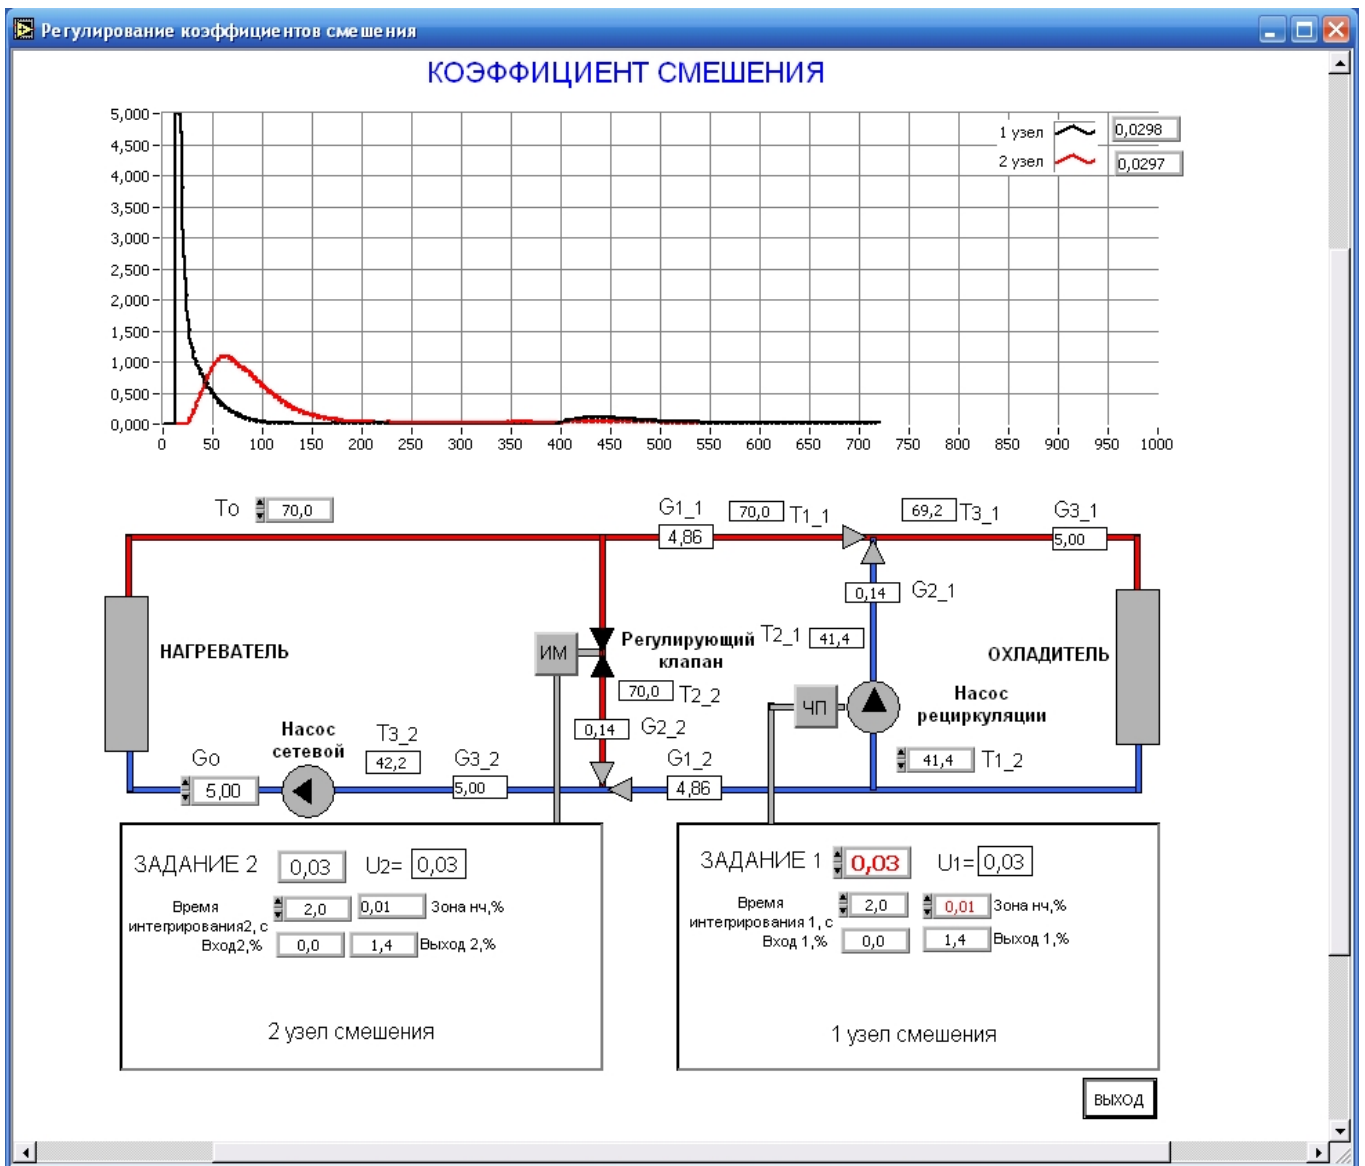 Регулирование коэффициентов смешения
КОЭФФИЦИЕНТ СМЕШЕНИЯ
5,000
4,500
4,000
3,500
3,000
2,500
2,000
1,500
1,000
0,500
0,000
0 50 100 150 200 250 300 350 400 450 500 550 600 650 700 750 800 850 900 950 1000
1 узел 0,0298
2 узел 0,0297
To 70,0
G1_1
4,86
70,0 T1_1
69,2 T3_1
G3_1
5,00
0,14 G2_1
НАГРЕВАТЕЛЬ
ИМ
Регулирующий
клапан
T2_1 41,4
ОХЛАДИТЕЛЬ
70,0 T2_2
ЧП
Насос
рециркуляции
0,14 G2_2
Насос
сетевой
T3_2
42,2
Go
5,00
G3_2
5,00
G1_2
4,86
41,4 T1_2
ЗАДАНИЕ 2 0,03 U2= 0,03
Время
интегрирования2, с
2,0 0,01 Зона нч,%
Вход2,% 0,0 1,4 Выход 2,%
2 узел смешения
ЗАДАНИЕ 1 0,03 U1= 0,03
Время
интегрирования 1, с
2,0 0,01 Зона нч,%
Вход 1,% 0,0 1,4 Выход 1,%
1 узел смешения
ВЫХОД